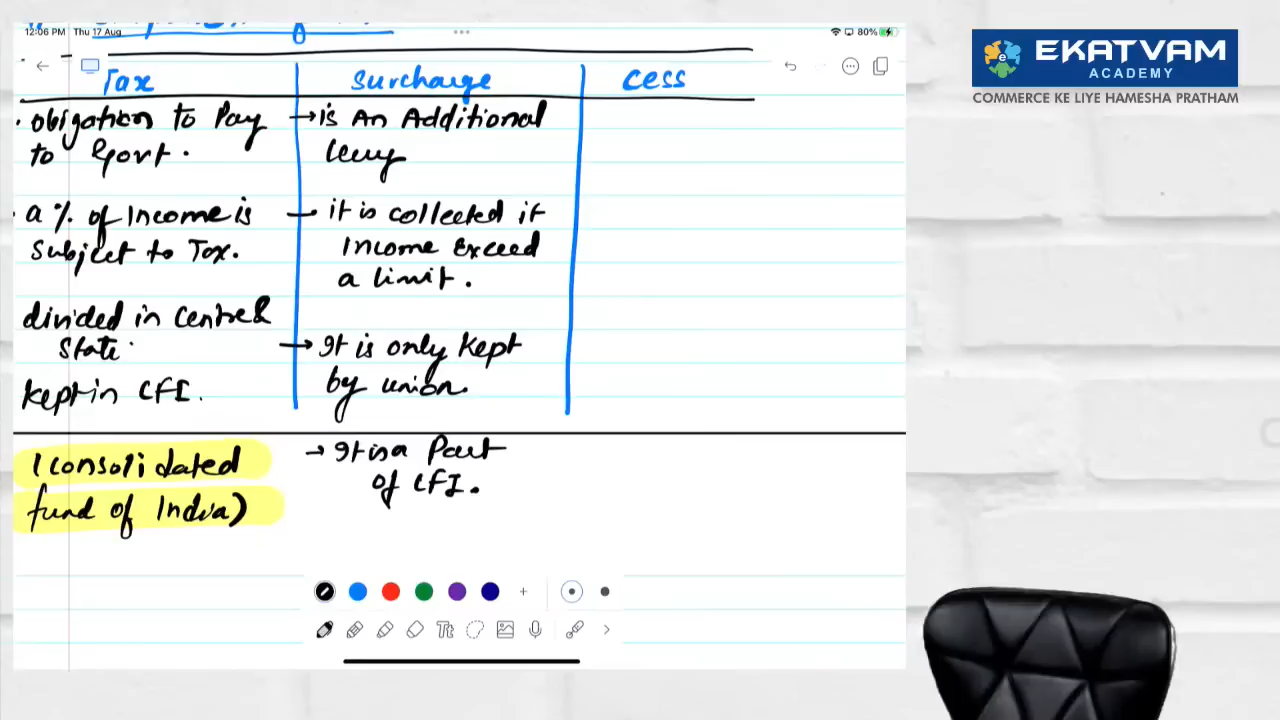 12:06 PM Thu 17 Aug
80%
EKATVAM
ACADEMY
COMMERCE KE LIYE HAMESHA PRATHAM
Tax
Surcharge
Cess
. obligation to Pay
to Govt.
. a % of Income is
Subject to Tax.
divided in Centre &
State.
kept in CFI.
(Consolidated
fund of India)
→ is An Additional
levy
– it is collected if
Income Exceed
a limit.
→ It is only kept
by union.
→ It is a Part
of CFI.
Tt